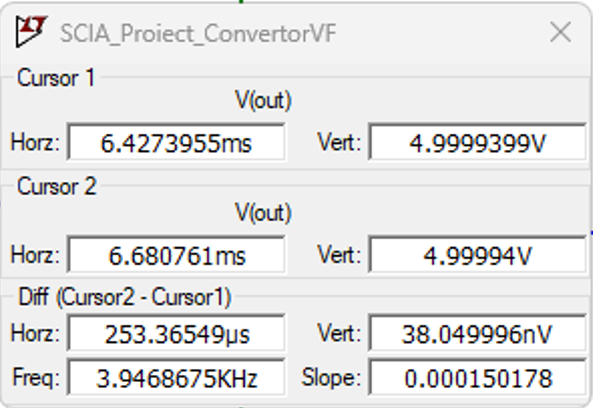 SCIA_Proiect_ConvertorVF
Cursor 1
V(out)
Horz: 6.4273955ms Vert: 4.9999399V
Cursor 2
V(out)
Horz: 6.680761ms Vert: 4.99994V
Diff (Cursor2 - Cursor1)
Horz: 253.36549µs Vert: 38.049996nV
Freq: 3.9468675KHz Slope: 0.000150178